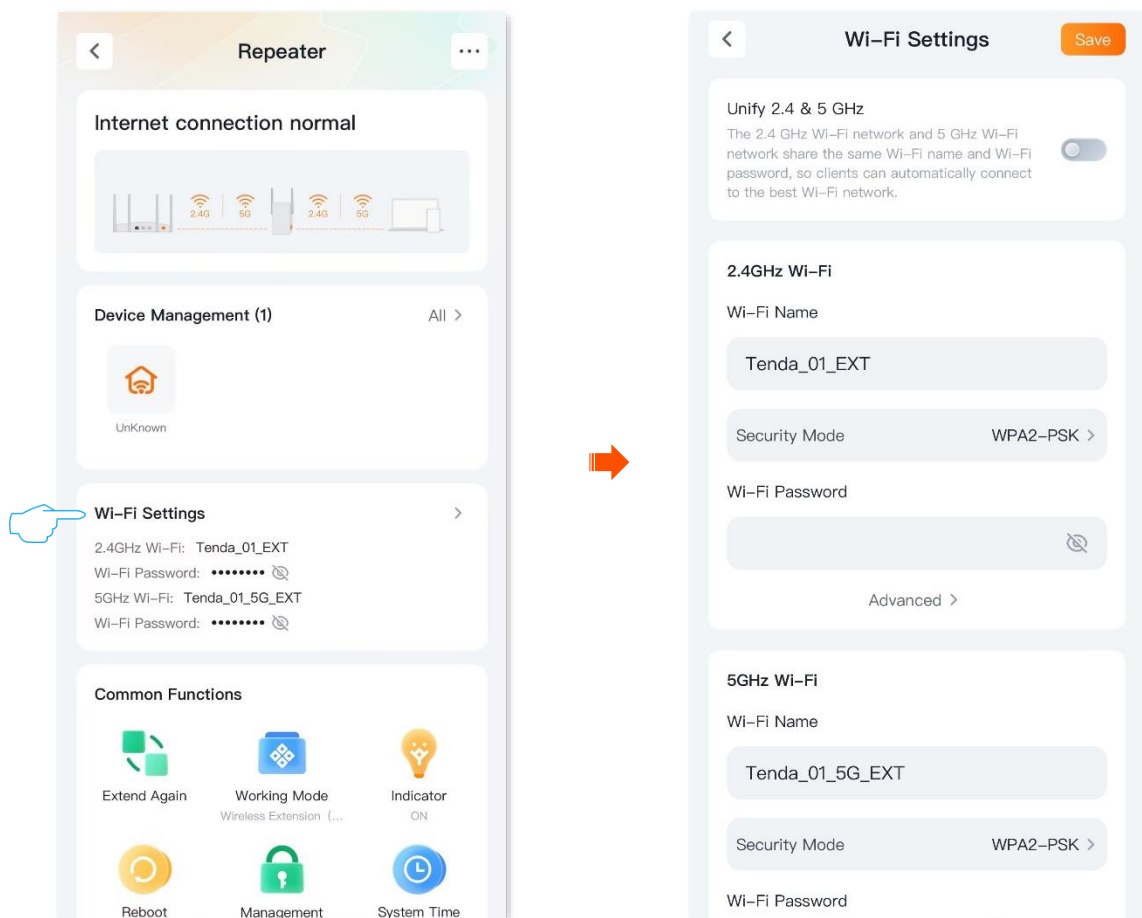 Repeater
Internet connection normal
2.4G
5G
2.4G
5G
Device Management (1)
All
UnKnown
Wi-Fi Settings
2.4GHz Wi-Fi: Tenda_01_EXT
Wi-Fi Password: ••••••••
5GHz Wi-Fi: Tenda_01_5G_EXT
Wi-Fi Password: ••••••••
Common Functions
Extend Again
Working Mode
Indicator
Wireless Extension (...
ON
Reboot
Management
System Time
Wi-Fi Settings
Save
Unify 2.4 & 5 GHz
The 2.4 GHz Wi-Fi network and 5 GHz Wi-Fi
network share the same Wi-Fi name and Wi-Fi
password, so clients can automatically connect
to the best Wi-Fi network.
2.4GHz Wi-Fi
Wi-Fi Name
Tenda_01_EXT
Security Mode WPA2-PSK
Wi-Fi Password
Advanced
5GHz Wi-Fi
Wi-Fi Name
Tenda_01_5G_EXT
Security Mode WPA2-PSK
Wi-Fi Password